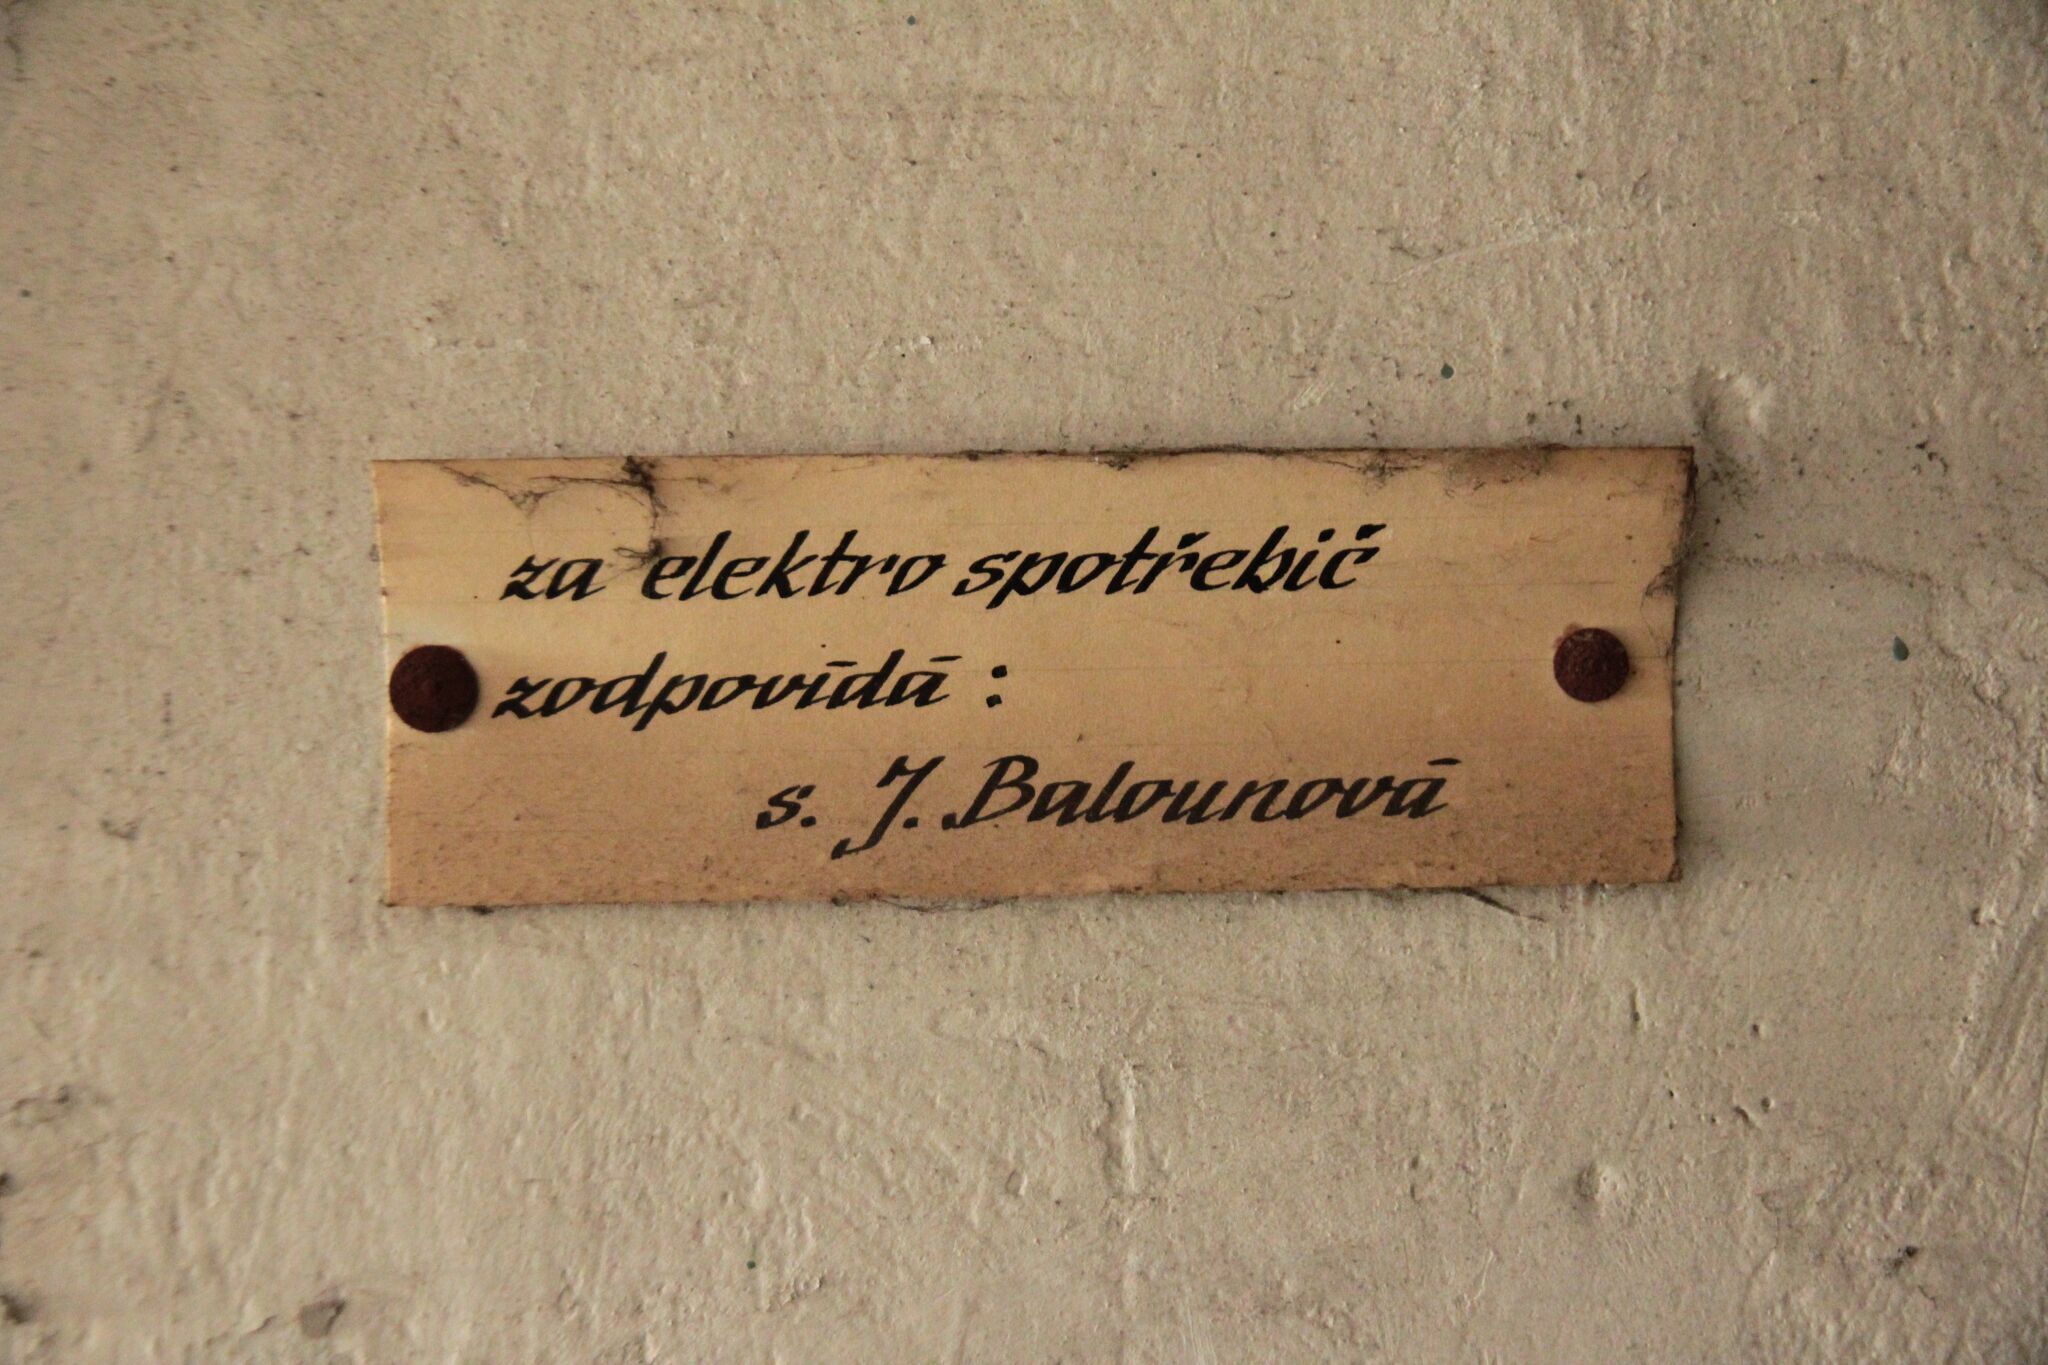 za elektro spotřebič
zodpovídá :
s. J. Balounová